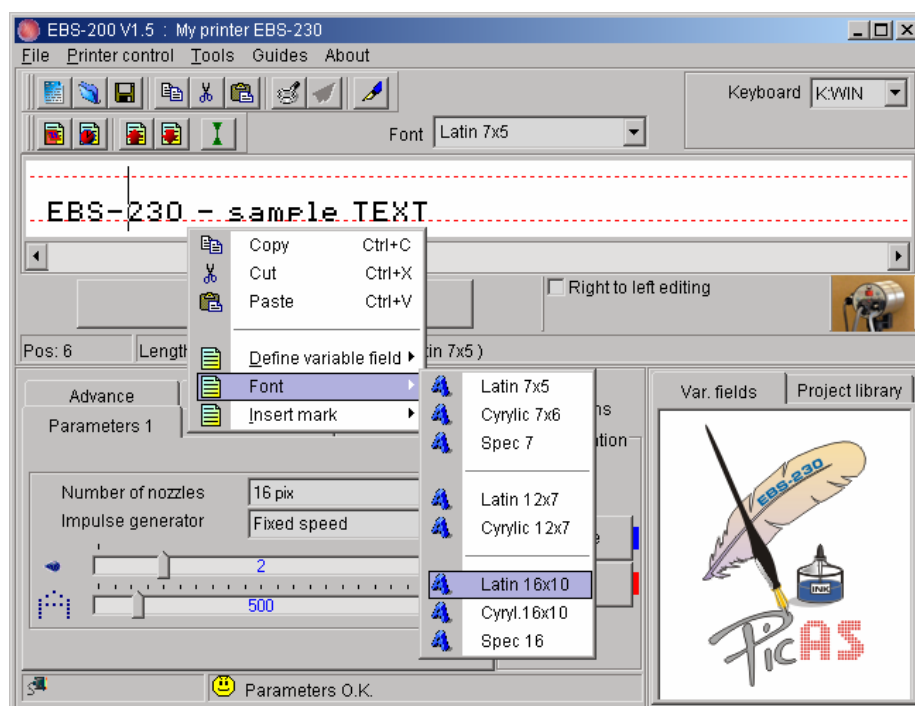 EBS-200 V1.5 : My printer EBS-230
File Printer control Tools Guides About
Keyboard K:WIN
Font Latin 7x5
EBS-230 - sample TEXT
Copy Ctrl+C
Cut Ctrl+X
Paste Ctrl+V
Define variable field
Font
Insert mark
Right to left editing
Pos: 6
Latin 7x5
Cyrylic 7x6
Spec 7
Latin 12x7
Cyrylic 12x7
Latin 16x10
Cyryl.16x10
Spec 16
Advance
Parameters 1
Number of nozzles 16 pix
Impulse generator Fixed speed
2
500
Var. fields Project library
EBS-230
INK
PicAS
Parameters O.K.